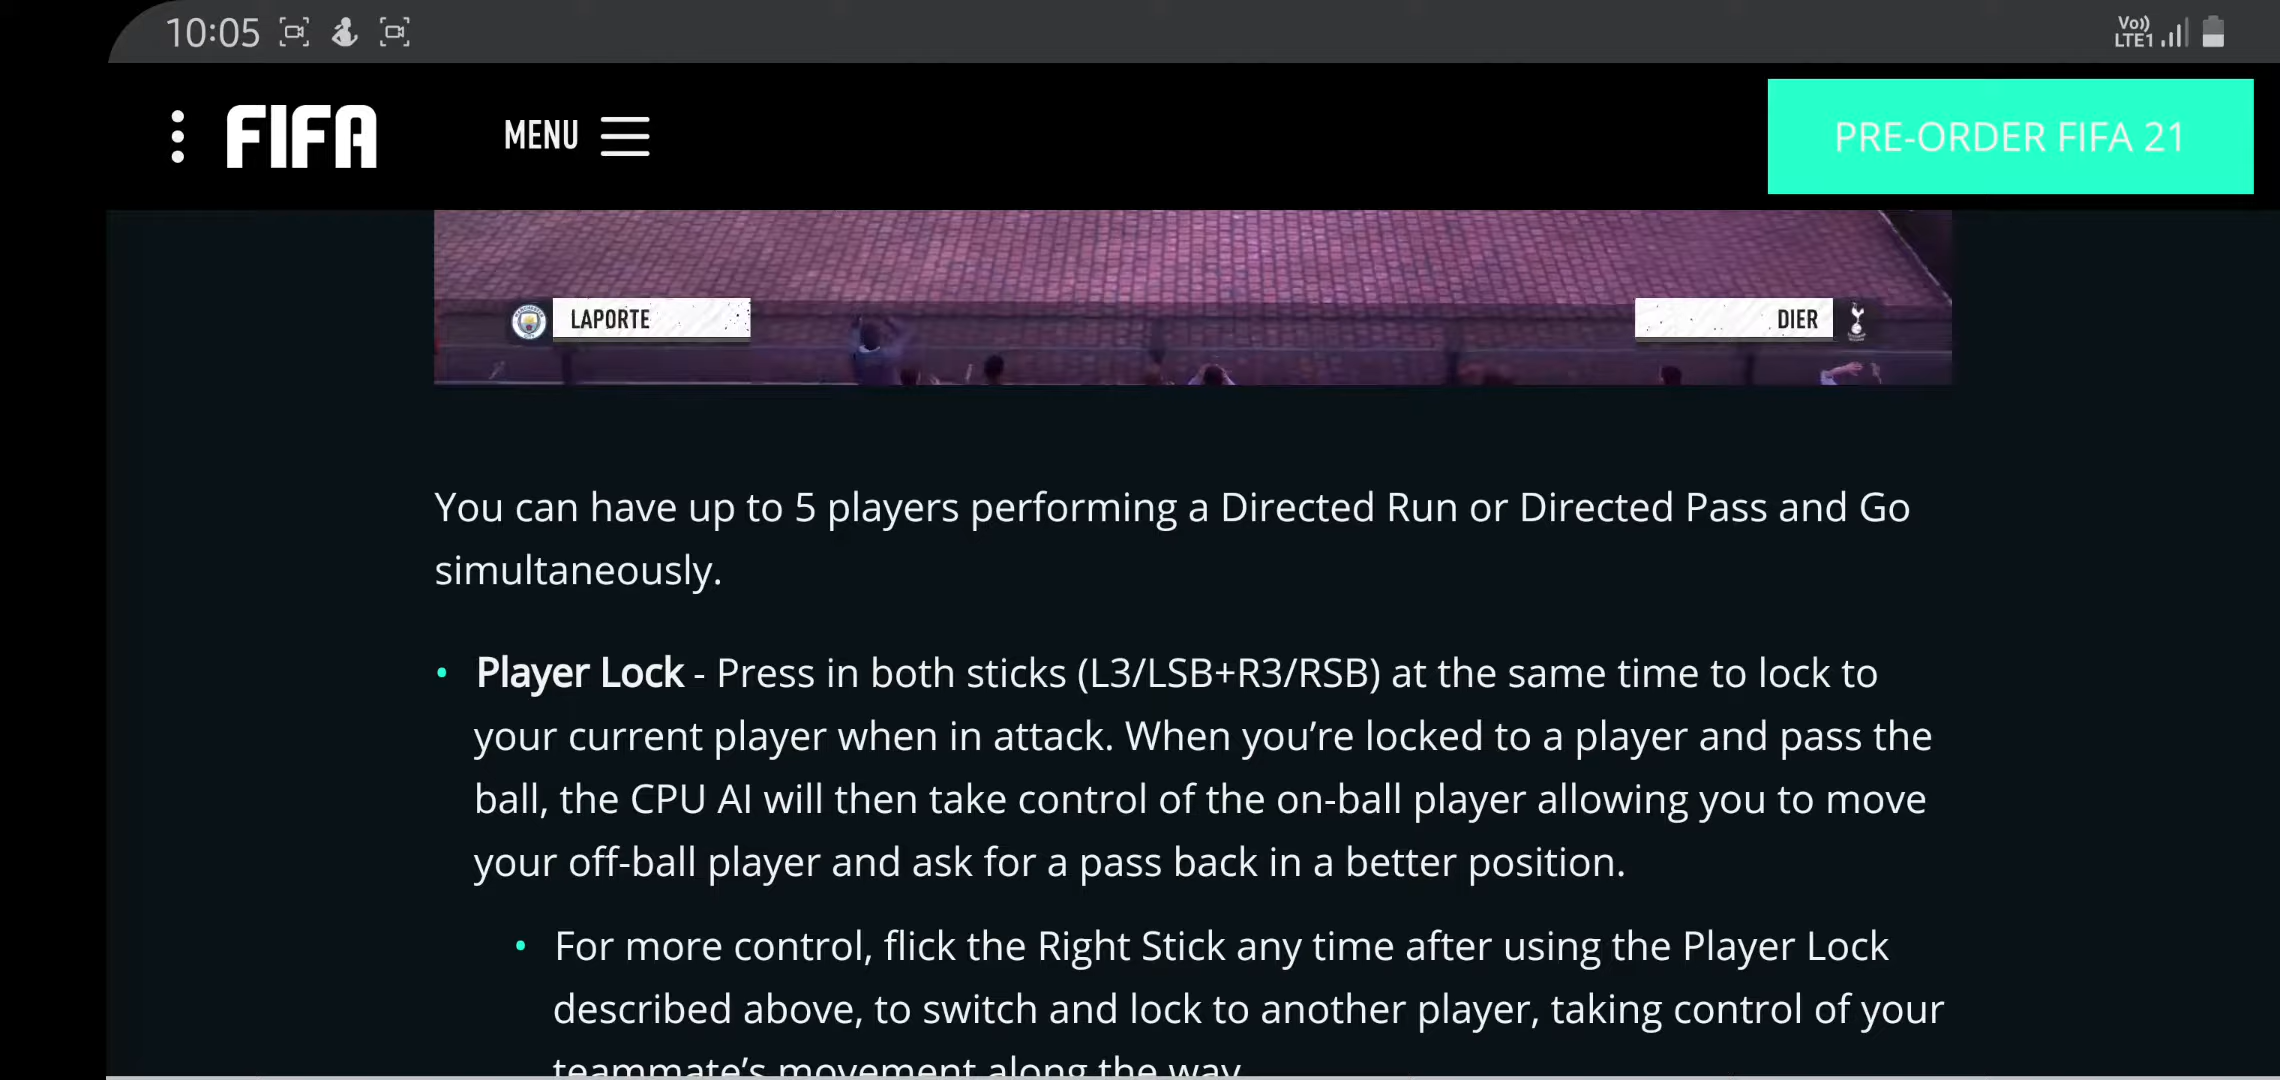 10:05
Vo))
LTE1
FIFA
MENU
PRE-ORDER FIFA 21
LAPORTE
DIER
You can have up to 5 players performing a Directed Run or Directed Pass and Go
simultaneously.
• Player Lock - Press in both sticks (L3/LSB+R3/RSB) at the same time to lock to
your current player when in attack. When you’re locked to a player and pass the
ball, the CPU AI will then take control of the on-ball player allowing you to move
your off-ball player and ask for a pass back in a better position.
• For more control, flick the Right Stick any time after using the Player Lock
described above, to switch and lock to another player, taking control of your
teammate’s movement along the way